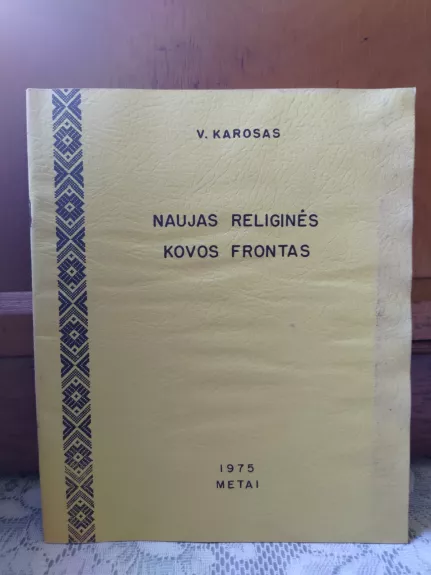 V. KAROSAS
NAUJAS RELIGINĖS
KOVOS FRONTAS
1975
METAI